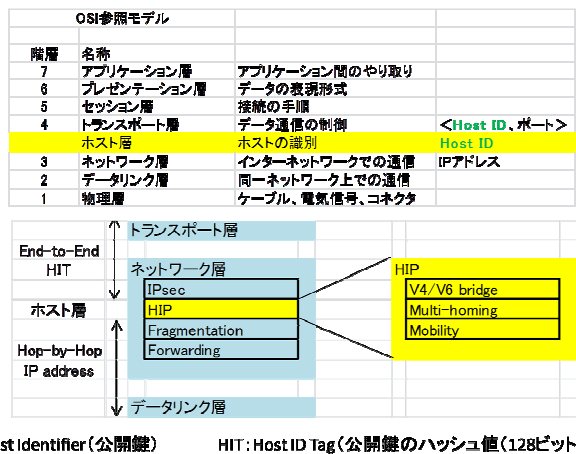 OSI参照モデル
階層 名称
7 アプリケーション層 アプリケーション間のやり取り
6 プレゼンテーション層 データの表現形式
5 セッション層 接続の手順
4 トランスポート層 データ通信の制御 <Host ID、ポート>
ホスト層 ホストの識別 Host ID
3 ネットワーク層 インターネットワークでの通信 IPアドレス
2 データリンク層 同一ネットワーク上での通信
1 物理層 ケーブル、電気信号、コネクタ
トランスポート層
End-to-End
HIT
ネットワーク層
IPsec
HIP
Fragmentation
Forwarding
ホスト層
Hop-by-Hop
IP address
データリンク層
HIP
V4/V6 bridge
Multi-homing
Mobility
st Identifier(公開鍵) HIT:Host ID Tag(公開鍵のハッシュ値(128ビット